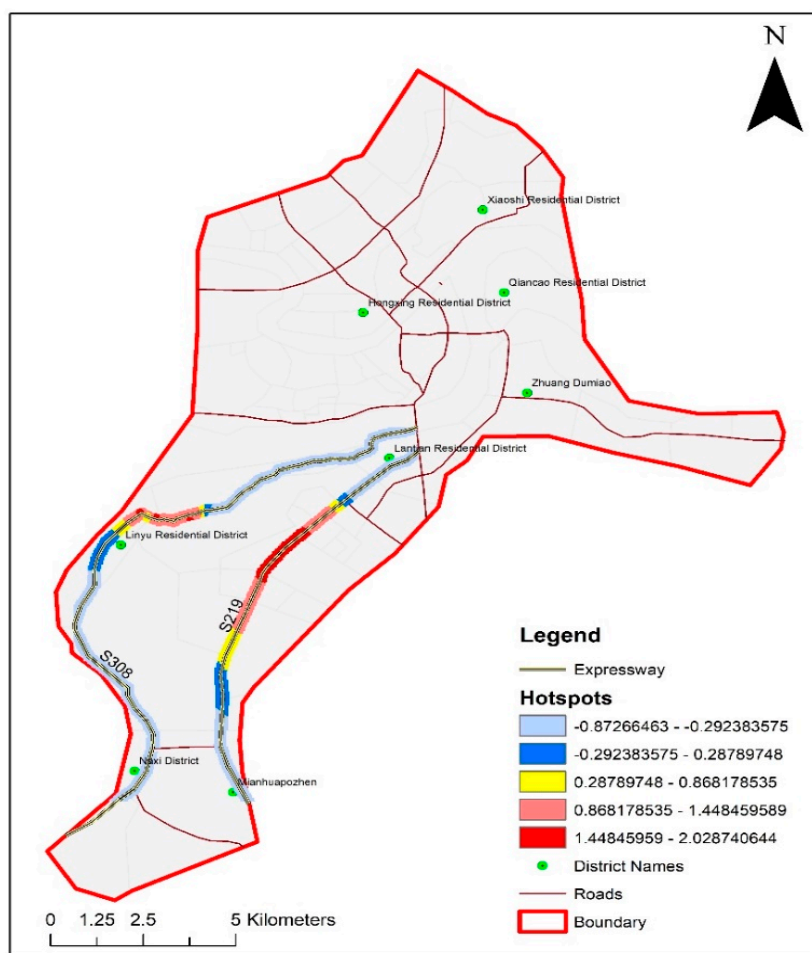 N
Xiaoshi Residential District
Qiancao Residential District
Hongxing Residential District
Zhuang Dumiao
Lantian Residential District
Linyu Residential District
S219
S308
Naxi District
Mianhuapozhen
Legend
Expressway
Hotspots
-0.87266463 - -0.292383575
-0.292383575 - 0.28789748
0.28789748 - 0.868178535
0.868178535 - 1.448459589
1.44845959 - 2.028740644
District Names
Roads
Boundary
0 1.25 2.5 5 Kilometers